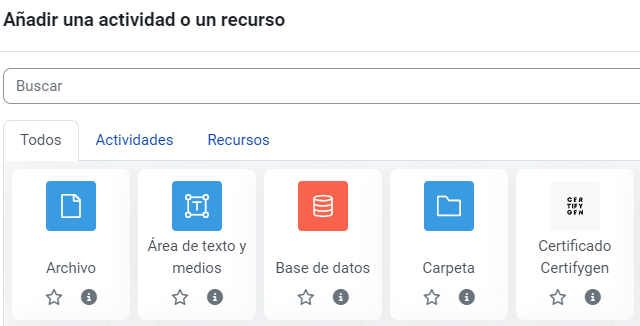 Añadir una actividad o un recurso
Buscar
Todos Actividades Recursos
T
CER
TIFY
GEN
Archivo
Área de texto y
medios
Base de datos
Carpeta
Certificado
Certifygen